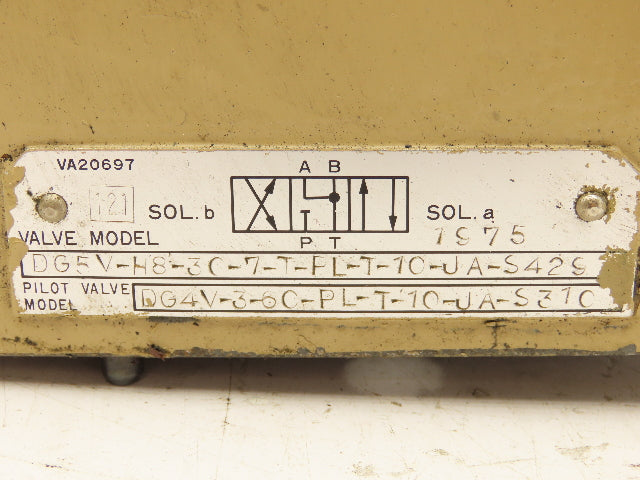 VA20697
A B
121 SOL.b SOL.a
P T
VALVE MODEL 1975
DG5V-H8-3C-7-T-PL-T-10-JA-S429
PILOT VALVE MODEL DG4V-3-6C-PL-T-10-JA-S310